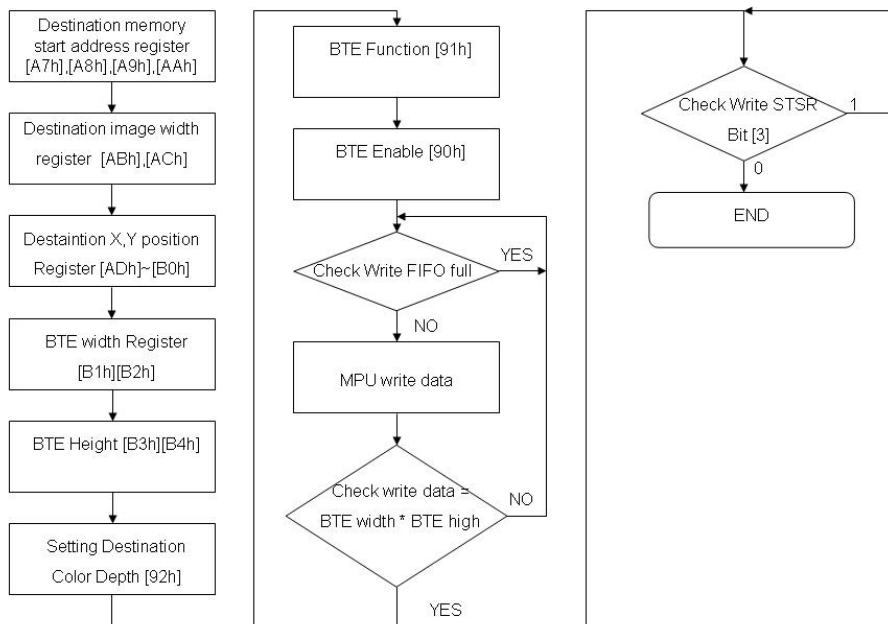 Destination memory
start address register
[A7h],[A8h],[A9h],[AAh]
Destination image width
register [ABh],[ACh]
Destaintion X,Y position
Register [ADh]~[B0h]
BTE width Register
[B1h][B2h]
BTE Height [B3h][B4h]
Setting Destination
Color Depth [92h]
BTE Function [91h]
BTE Enable [90h]
Check Write FIFO full
YES
NO
MPU write data
Check write data =
BTE width * BTE high
NO
YES
Check Write STSR
Bit [3]
1
0
END